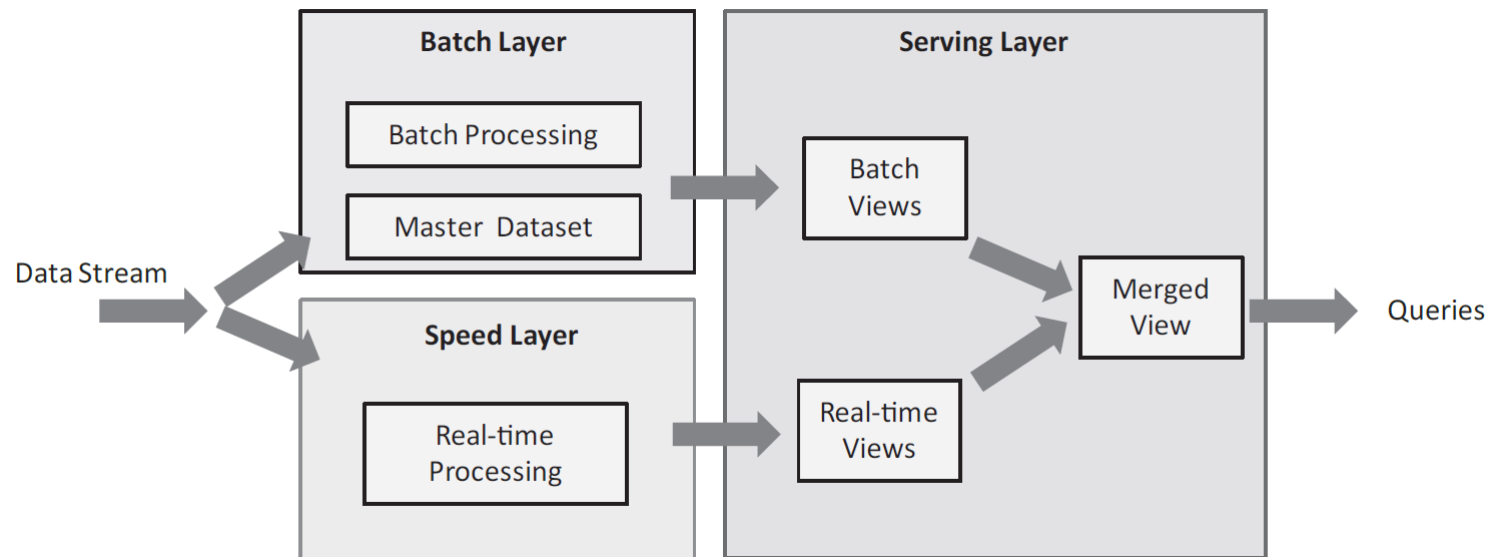 Batch Layer
Batch Processing
Master Dataset
Data Stream
Speed Layer
Real-time
Processing
Serving Layer
Batch
Views
Real-time
Views
Merged
View
Queries